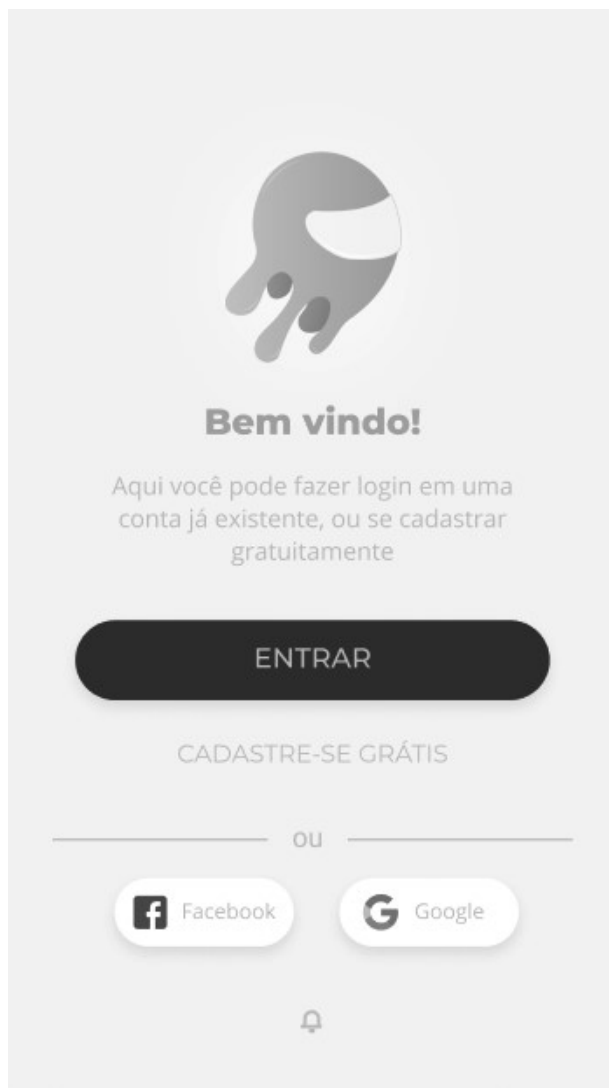 Bem vindo!
Aqui você pode fazer login em uma
conta já existente, ou se cadastrar
gratuitamente
ENTRAR
CADASTRE-SE GRÁTIS
ou
Facebook
Google